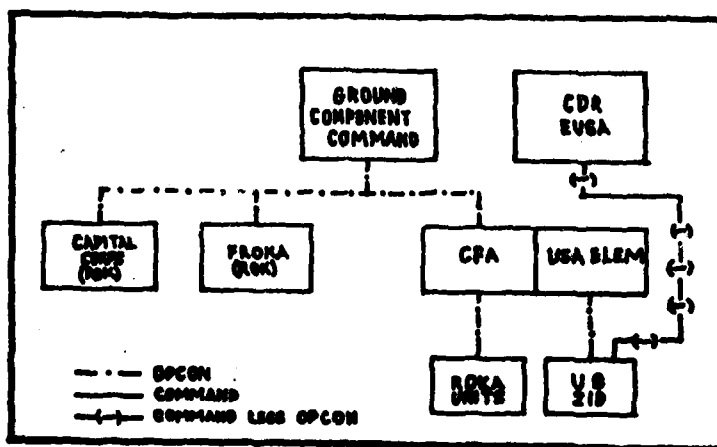 GROUND
COMPONENT
COMMAND
CDR
EUSA
CAPITAL
CORPS
(ROK)
FROKA
(ROK)
CFA
USA ELEM
ROKA
UNITS
US
2ID
OPCON
COMMAND
COMMAND LESS OPCON